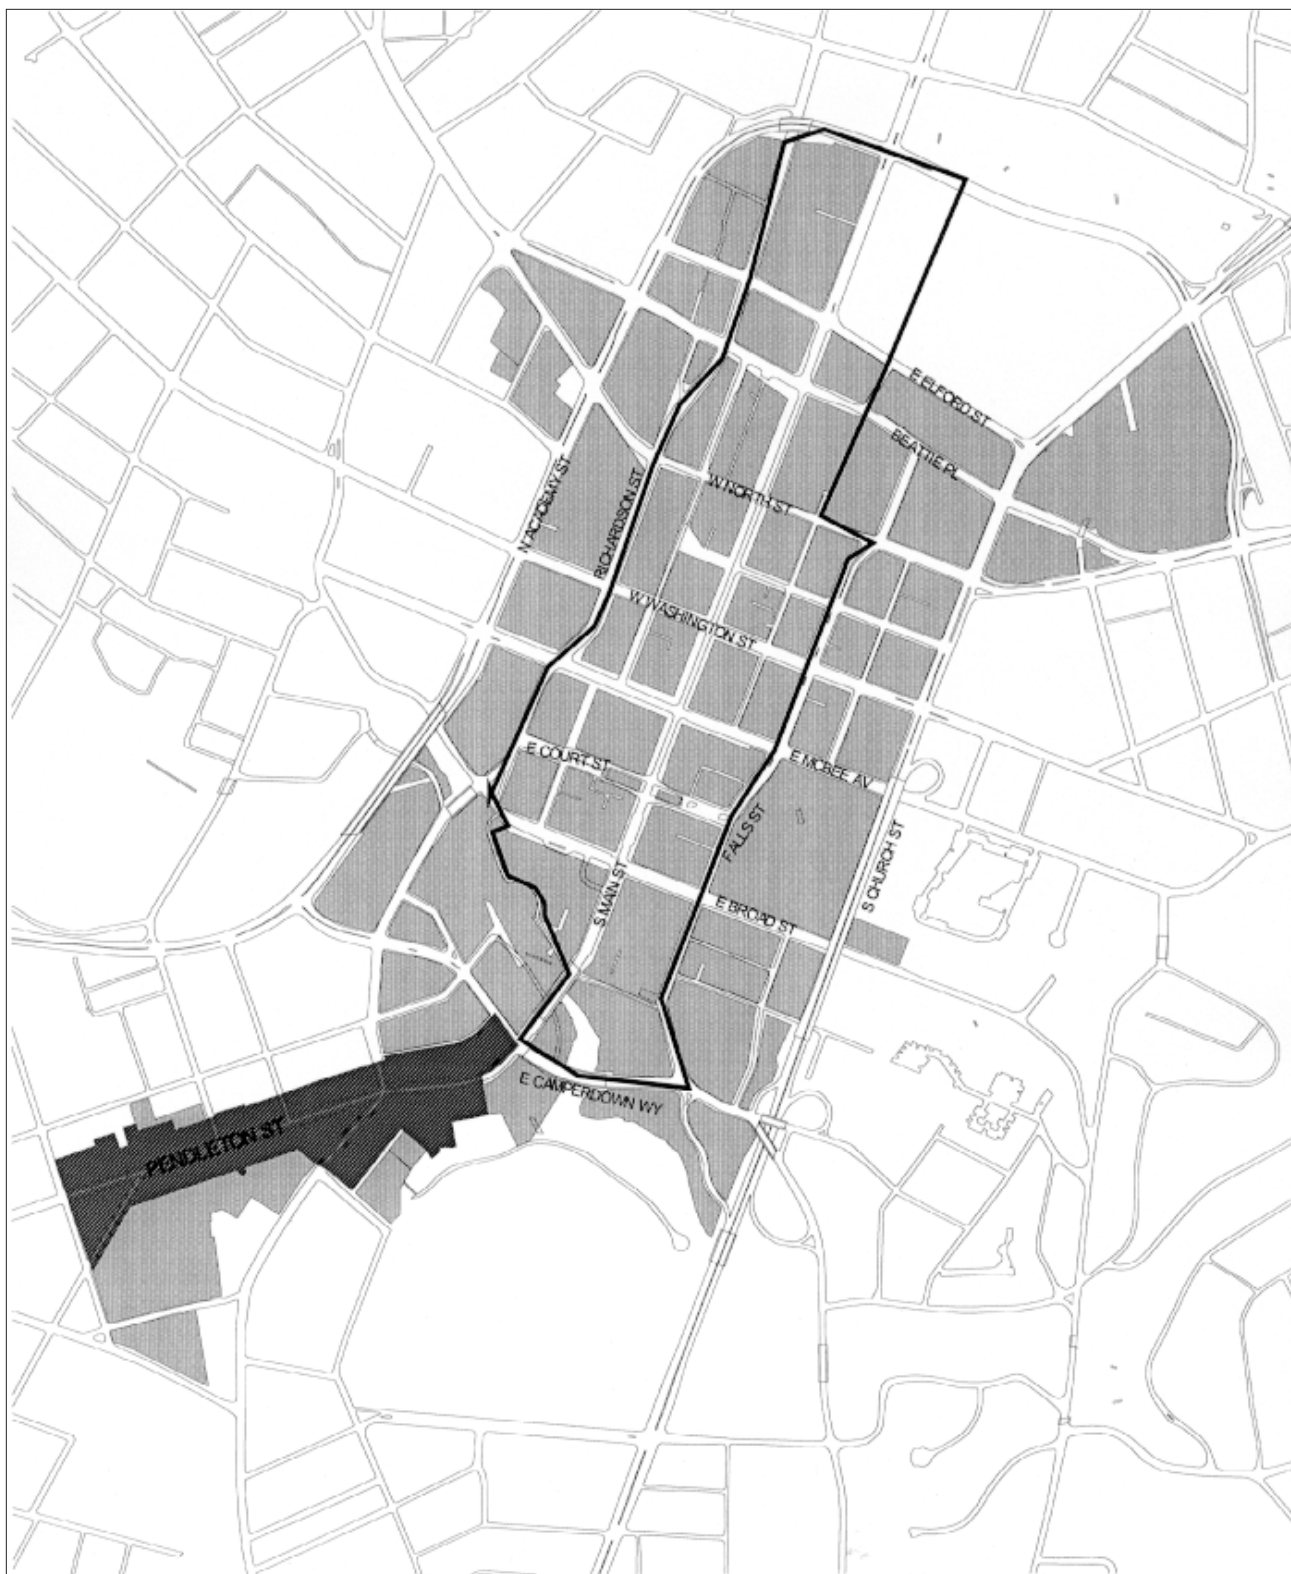 E ELFORD ST
BEATTIE PL
N ACADEMY ST
RICHARDSON ST
W NORTH ST
W WASHINGTON ST
E COURT ST
E MCBEE AV
FALLS ST
S CHURCH ST
S MAIN ST
E BROAD ST
E CAMPERDOWN WY
PENDLETON ST